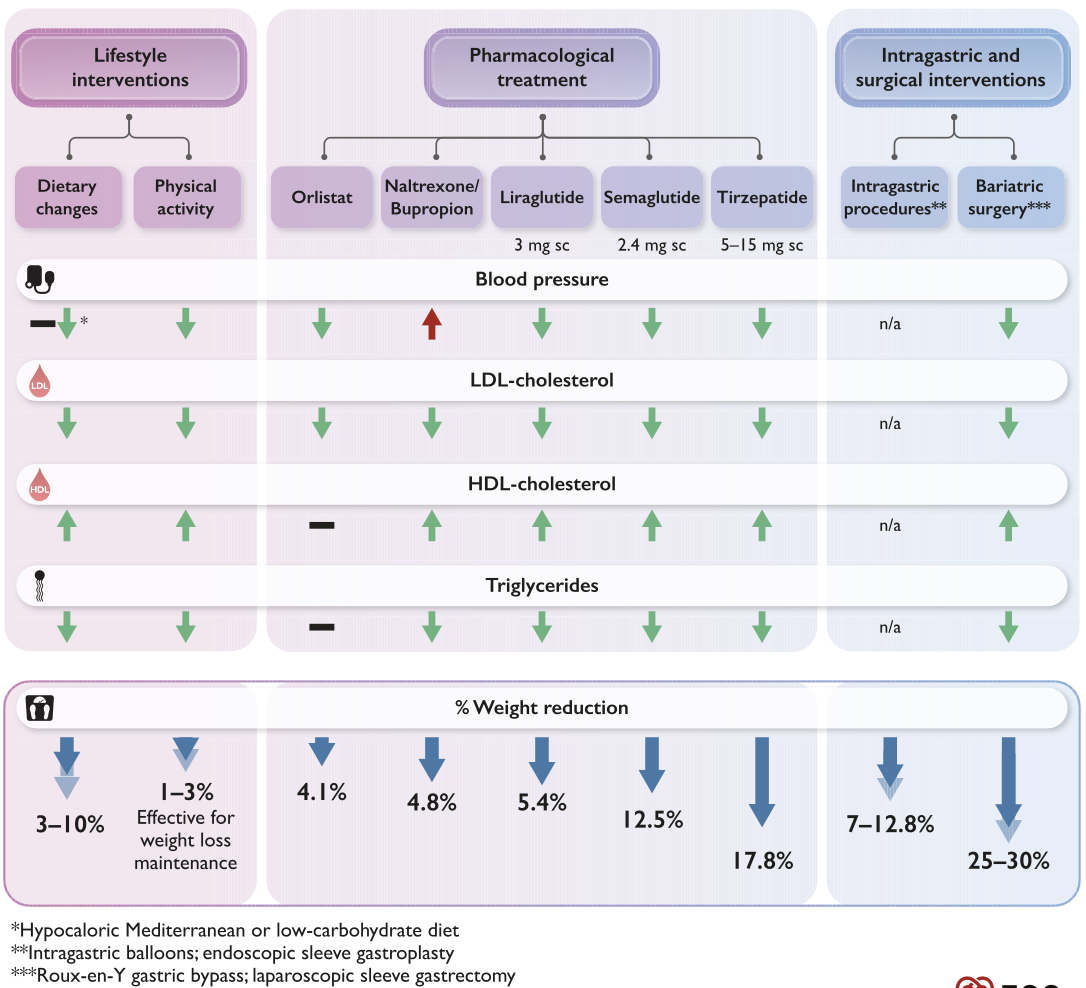 Lifestyle
interventions
Pharmacological
treatment
Intragastric and
surgical interventions
Dietary
changes
Physical
activity
Orlistat
Naltrexone/
Bupropion
Liraglutide
Semaglutide
Tirzepatide
Intragastric
procedures**
Bariatric
surgery***
3 mg sc
2.4 mg sc
5–15 mg sc
Blood pressure
*
n/a
LDL
LDL-cholesterol
n/a
HDL
HDL-cholesterol
n/a
Triglycerides
n/a
% Weight reduction
3–10%
1–3%
Effective for
weight loss
maintenance
4.1%
4.8%
5.4%
12.5%
17.8%
7–12.8%
25–30%
*Hypocaloric Mediterranean or low-carbohydrate diet
**Intragastric balloons; endoscopic sleeve gastroplasty
***Roux-en-Y gastric bypass; laparoscopic sleeve gastrectomy